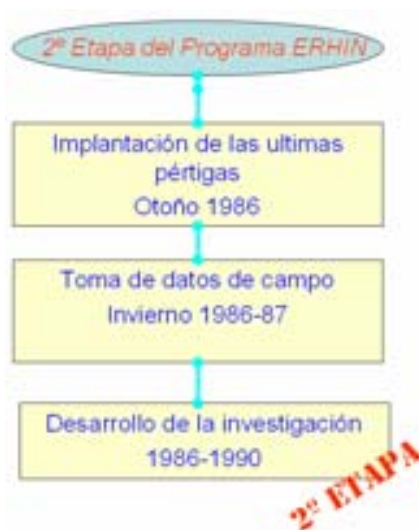 2ª Etapa del Programa ERHIN
Implantación de las ultimas
pértigas
Otoño 1986
Toma de datos de campo
Invierno 1986-87
Desarrollo de la investigación
1986-1990
2ª ETAPA